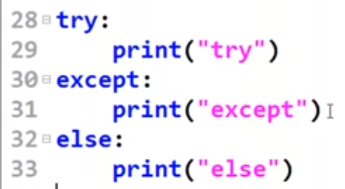 28 try:
29     print("try")
30 except:
31     print("except")
32 else:
33     print("else")